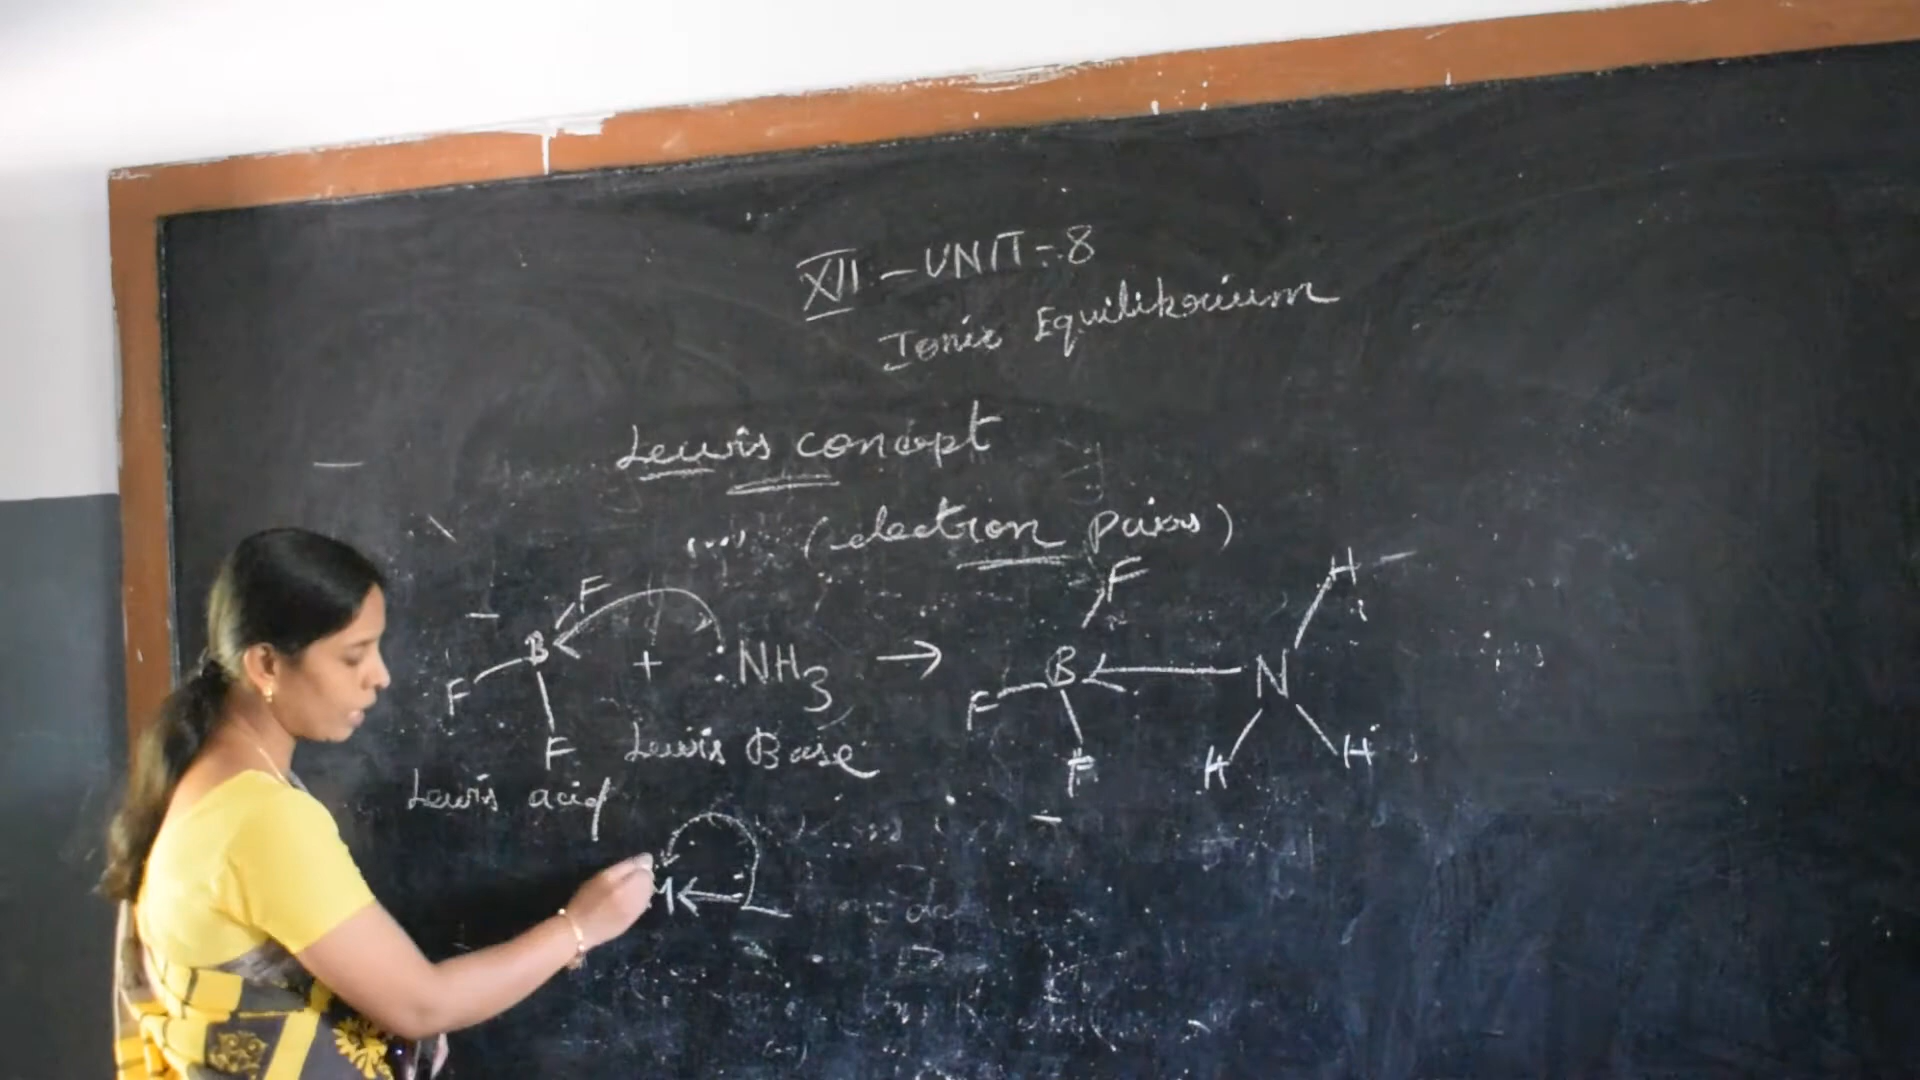 XII - UNIT - 8
Ionic Equilibrium
Lewis concept
(electron pairs)
F F H
B + :NH3 → B ← N
F F
F Lewis Base F H H
Lewis acid
M ← L